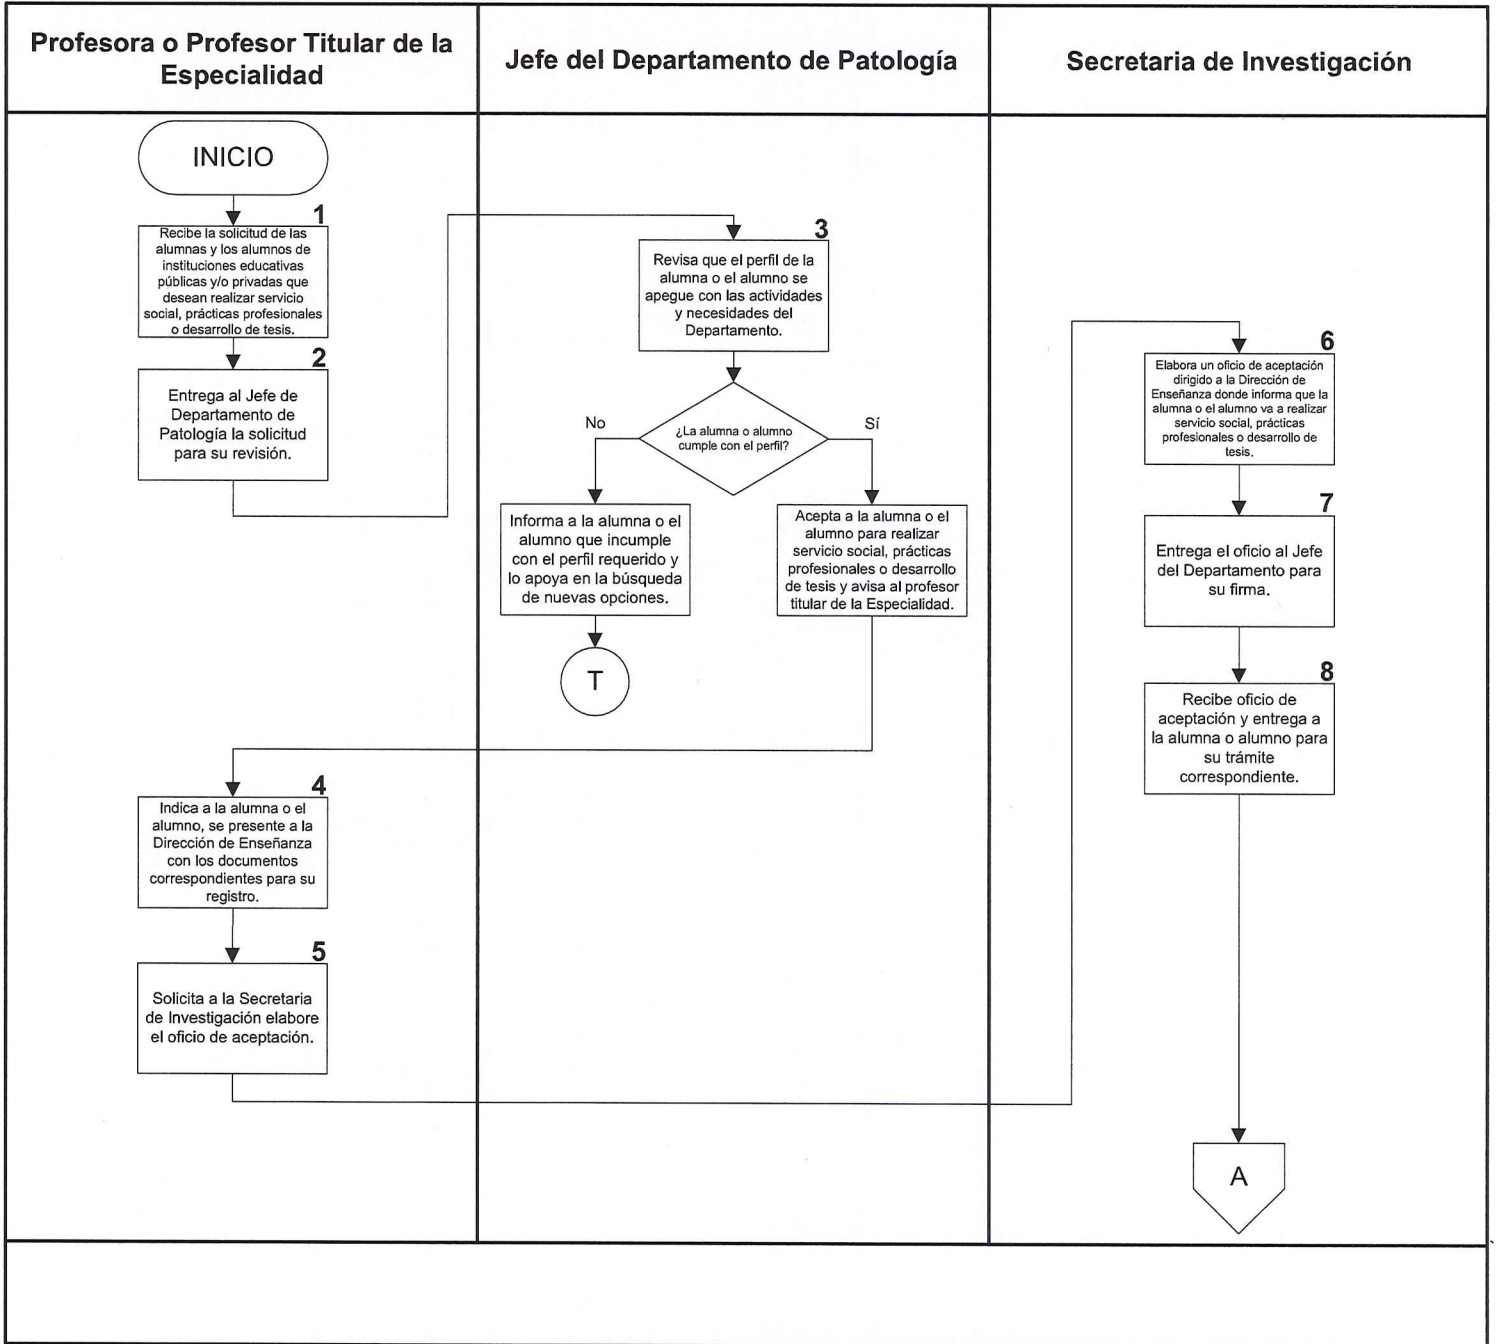 Profesora o Profesor Titular de la
Especialidad
Jefe del Departamento de Patología
Secretaria de Investigación
INICIO
1
Recibe la solicitud de las
alumnas y los alumnos de
instituciones educativas
públicas y/o privadas que
desean realizar servicio
social, prácticas profesionales
o desarrollo de tesis.
2
Entrega al Jefe de
Departamento de
Patología la solicitud
para su revisión.
3
Revisa que el perfil de la
alumna o el alumno se
apegue con las actividades
y necesidades del
Departamento.
¿La alumna o alumno
cumple con el perfil?
No
Sí
Informa a la alumna o el
alumno que incumple
con el perfil requerido y
lo apoya en la búsqueda
de nuevas opciones.
T
Acepta a la alumna o el
alumno para realizar
servicio social, prácticas
profesionales o desarrollo
de tesis y avisa al profesor
titular de la Especialidad.
4
Indica a la alumna o el
alumno, se presente a la
Dirección de Enseñanza
con los documentos
correspondientes para su
registro.
5
Solicita a la Secretaria
de Investigación elabore
el oficio de aceptación.
6
Elabora un oficio de aceptación
dirigido a la Dirección de
Enseñanza donde informa que la
alumna o el alumno va a realizar
servicio social, prácticas
profesionales o desarrollo de
tesis.
7
Entrega el oficio al Jefe
del Departamento para
su firma.
8
Recibe oficio de
aceptación y entrega a
la alumna o alumno para
su trámite
correspondiente.
A